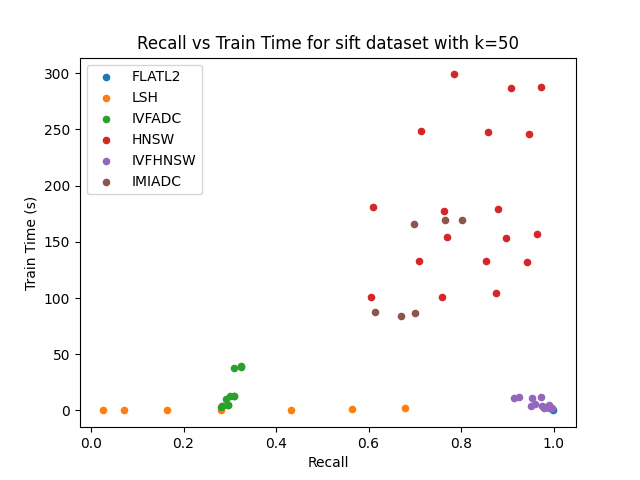 Recall vs Train Time for sift dataset with k=50
FLATL2
LSH
IVFADC
HNSW
IVFHNSW
IMIADC
Train Time (s)
300
250
200
150
100
50
0
0.0 0.2 0.4 0.6 0.8 1.0
Recall